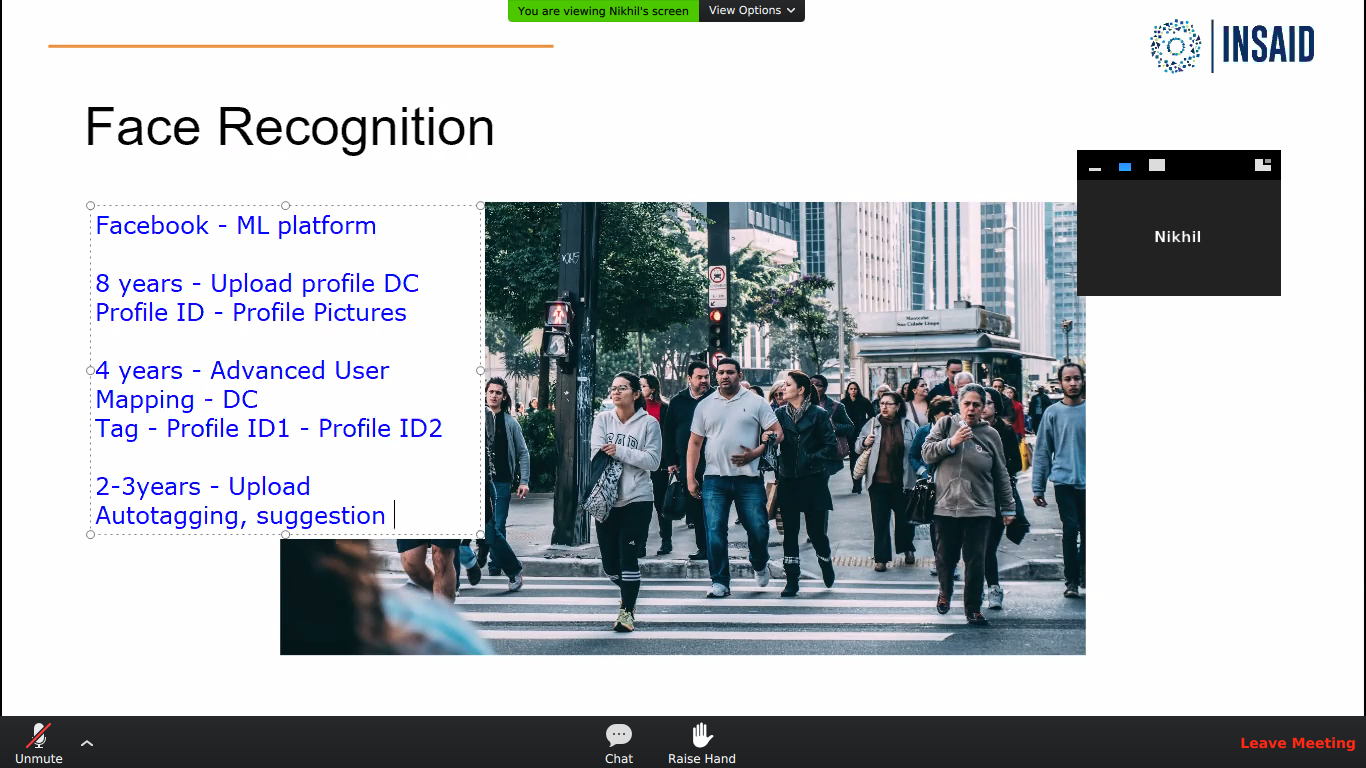 You are viewing Nikhil's screen
View Options
INSAID
Face Recognition
Facebook - ML platform
8 years - Upload profile DC
Profile ID - Profile Pictures
4 years - Advanced User
Mapping - DC
Tag - Profile ID1 - Profile ID2
2-3years - Upload
Autotagging, suggestion
Nikhil
Unmute
Chat
Raise Hand
Leave Meeting